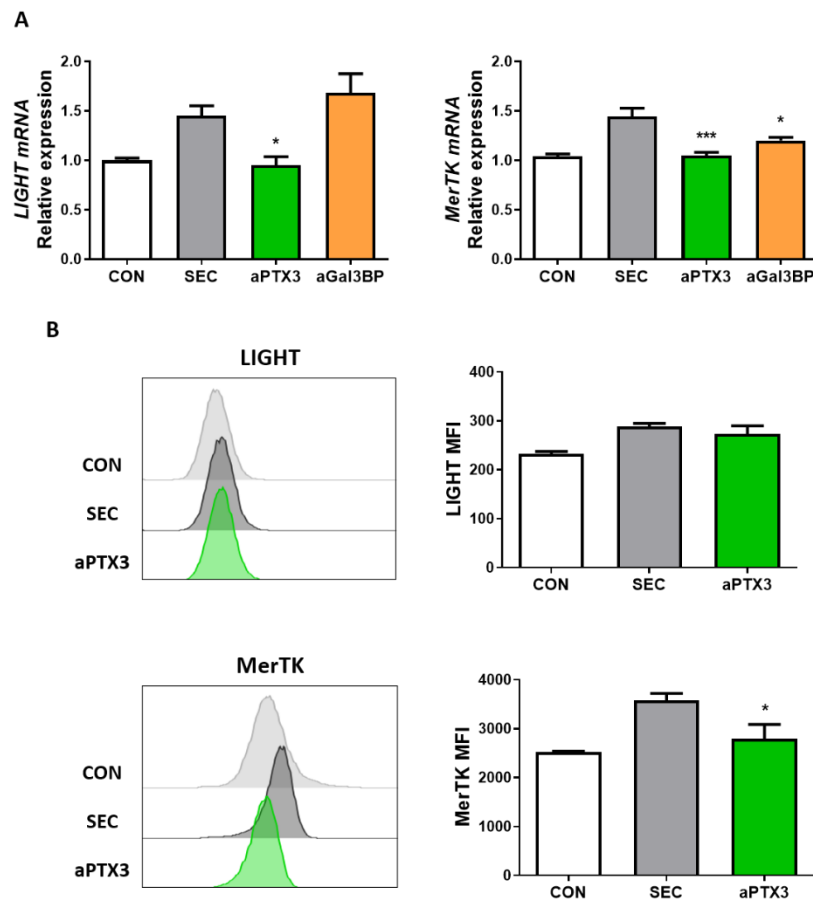 A
LIGHT mRNA
Relative expression
2.0
1.5
1.0
0.5
0.0
*
CON SEC aPTX3 aGal3BP
MerTK mRNA
Relative expression
2.0
1.5
1.0
0.5
0.0
***
*
CON SEC aPTX3 aGal3BP
B
LIGHT
CON
SEC
aPTX3
LIGHT MFI
400
300
200
100
0
CON SEC aPTX3
MerTK
CON
SEC
aPTX3
MerTK MFI
4000
3000
2000
1000
0
*
CON SEC aPTX3